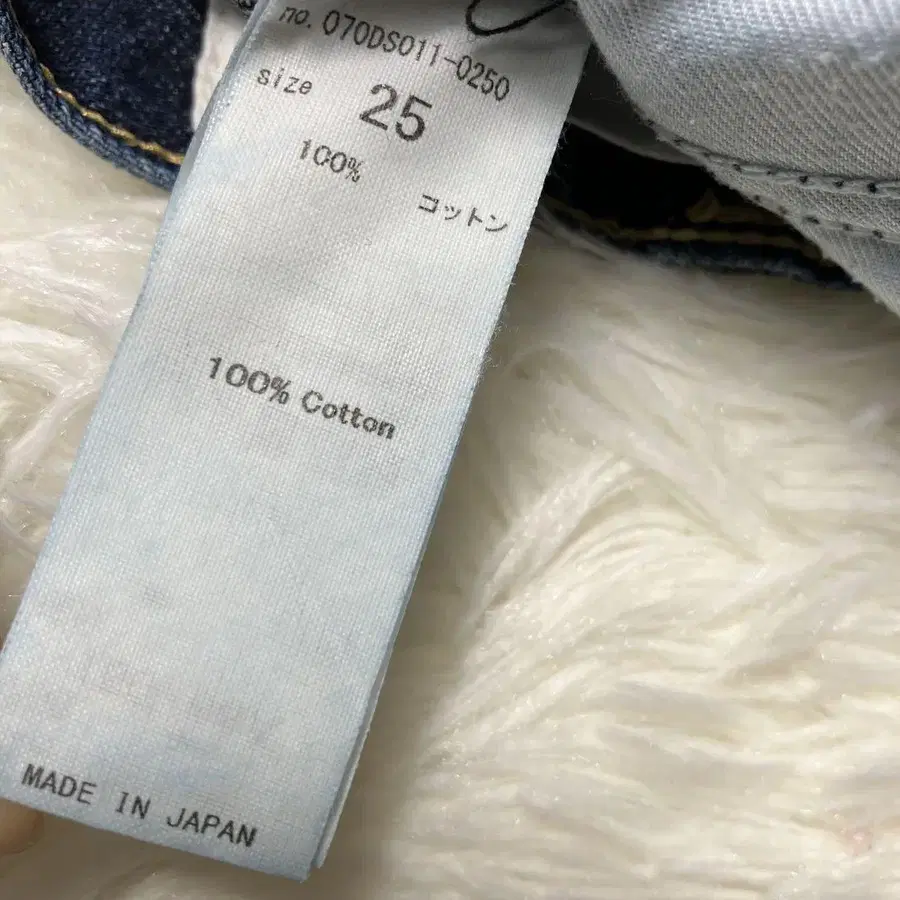 no. 070DS011-0250
size 25
100%
コットン
100% Cotton
MADE IN JAPAN